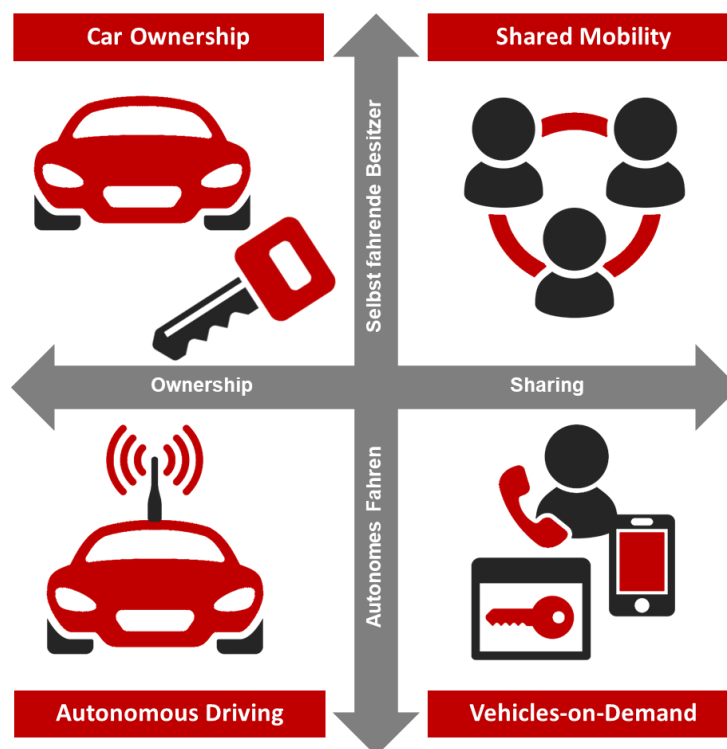 Car Ownership
Shared Mobility
Selbst fahrende Besitzer
Ownership
Sharing
Autonomes Fahren
Autonomous Driving
Vehicles-on-Demand